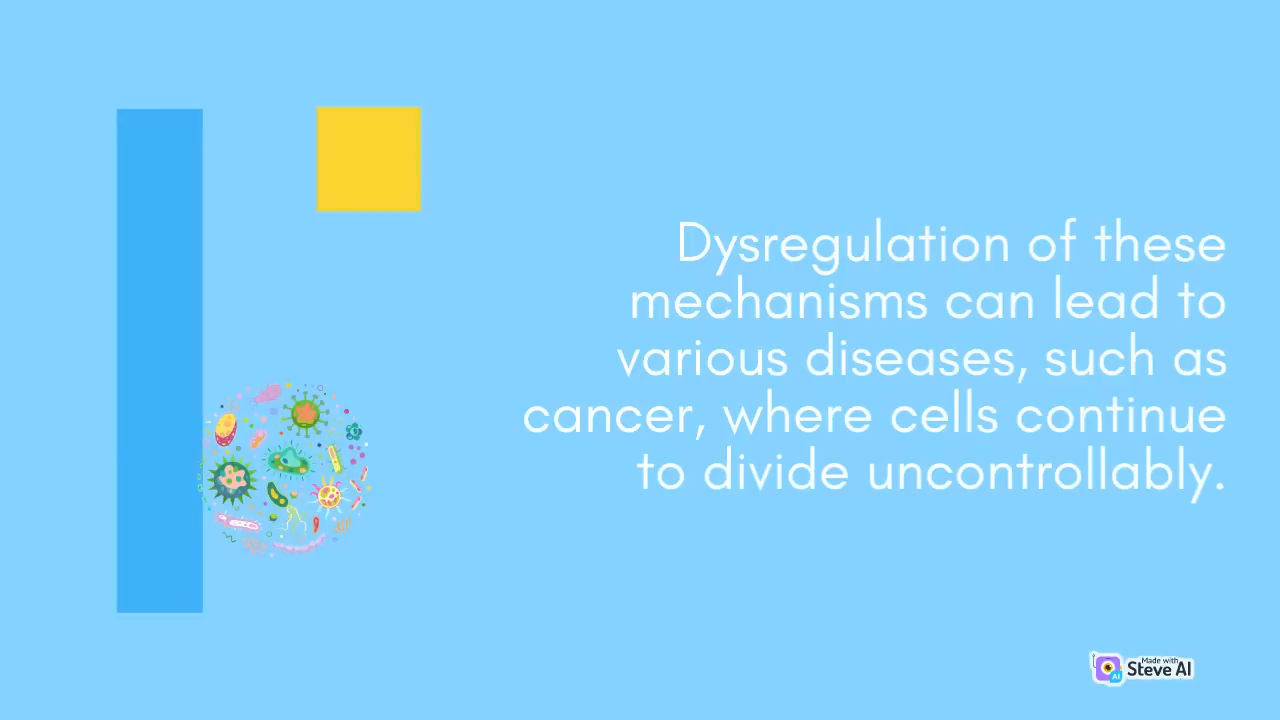 Dysregulation of these
mechanisms can lead to
various diseases, such as
cancer, where cells continue
to divide uncontrollably.
Made with
Steve AI
AI